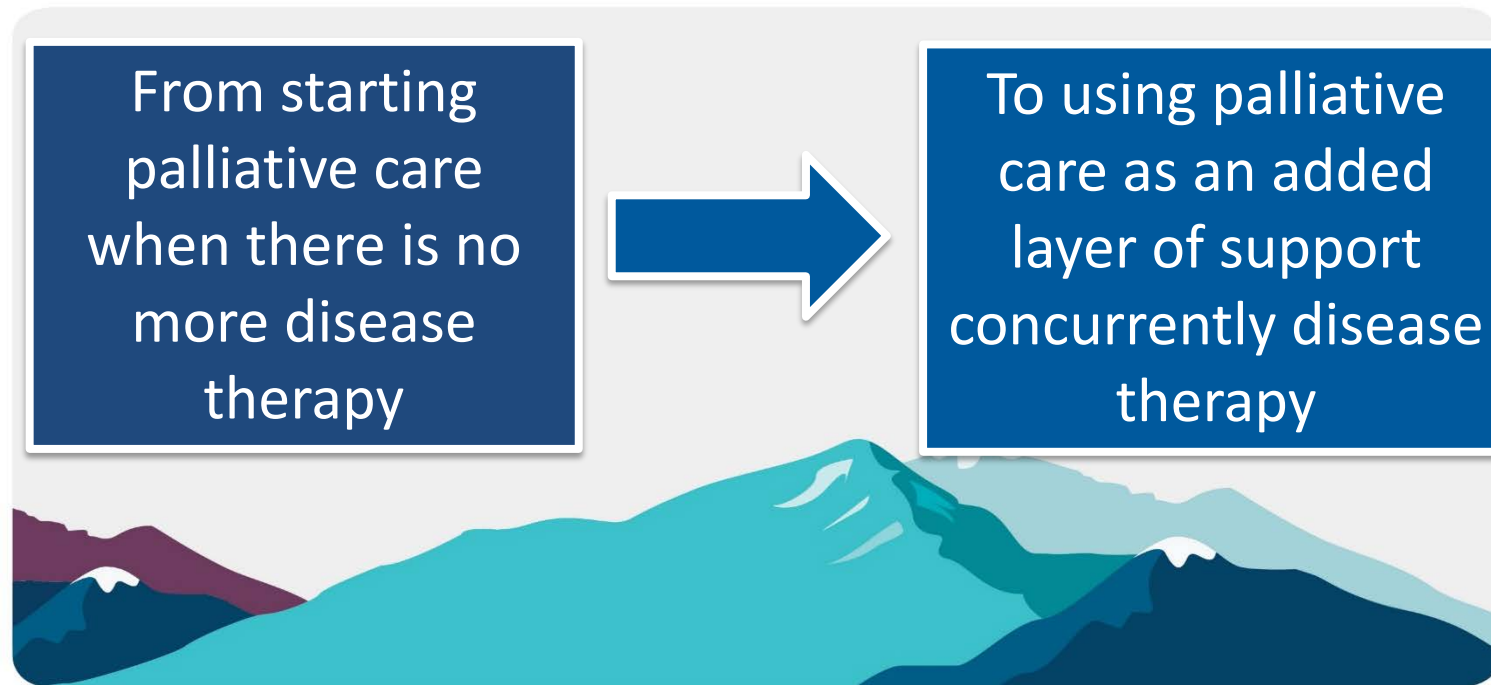 From starting
palliative care
when there is no
more disease
therapy
To using palliative
care as an added
layer of support
concurrently disease
therapy